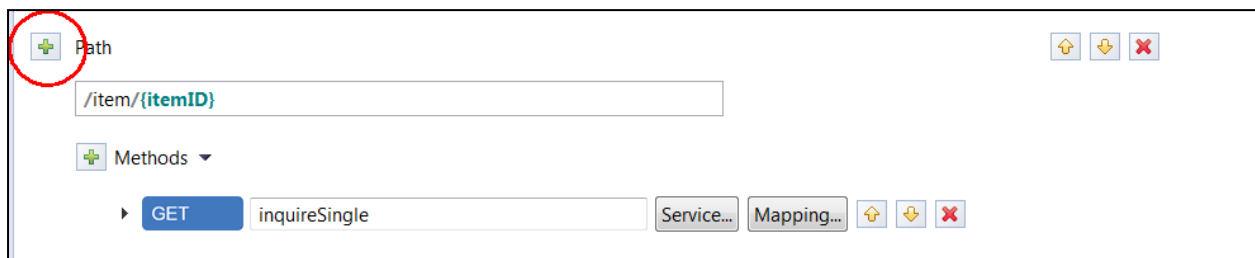 Path
/item/{itemID}
Methods
GET inquireSingle Service... Mapping...